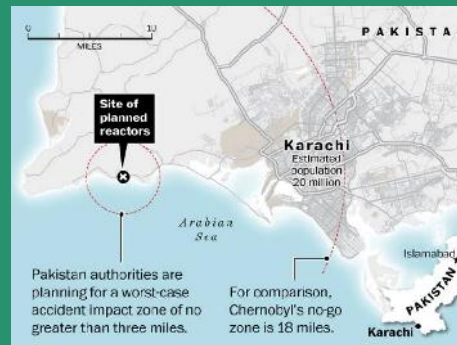 0 10
MILES
PAKISTA
Site of
planned
reactors
Karachi
Estimated
population:
20 million
Arabian
Sea
Islamabad
PAKISTAN
Karachi
Pakistan authorities are
planning for a worst-case
accident impact zone of no
greater than three miles.
For comparison,
Chernobyl's no-go
zone is 18 miles.